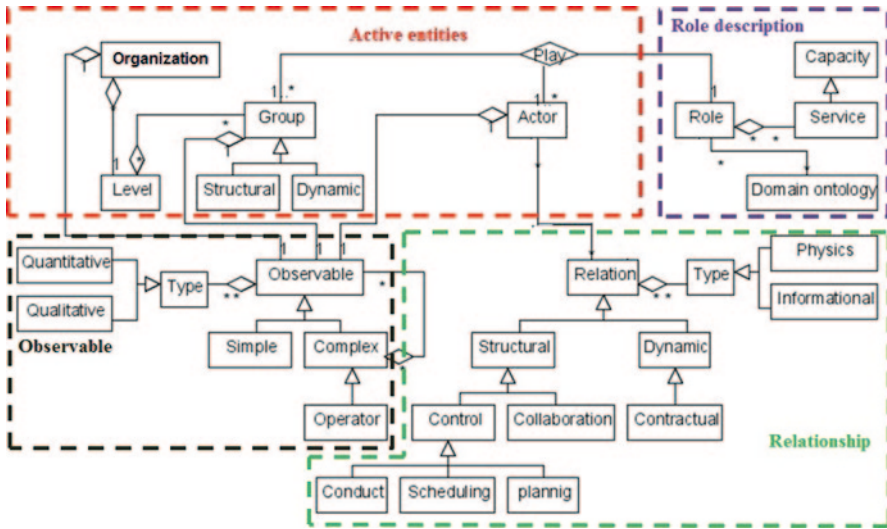 Active entities
Role description
Organization
Play
Capacity
1 1..* 1..* 1
Group
Actor
Role
Service
* * *
1 *
Level
Structural
Dynamic
*
Domain ontology
1 1 1
Quantitative
Observable
Relation
Physics
Type
* *
*
* *
Type
Qualitative
Informational
Observable
Simple
Complex
Structural
Dynamic
Operator
Control
Collaboration
Contractual
Relationship
Conduct
Scheduling
plannig